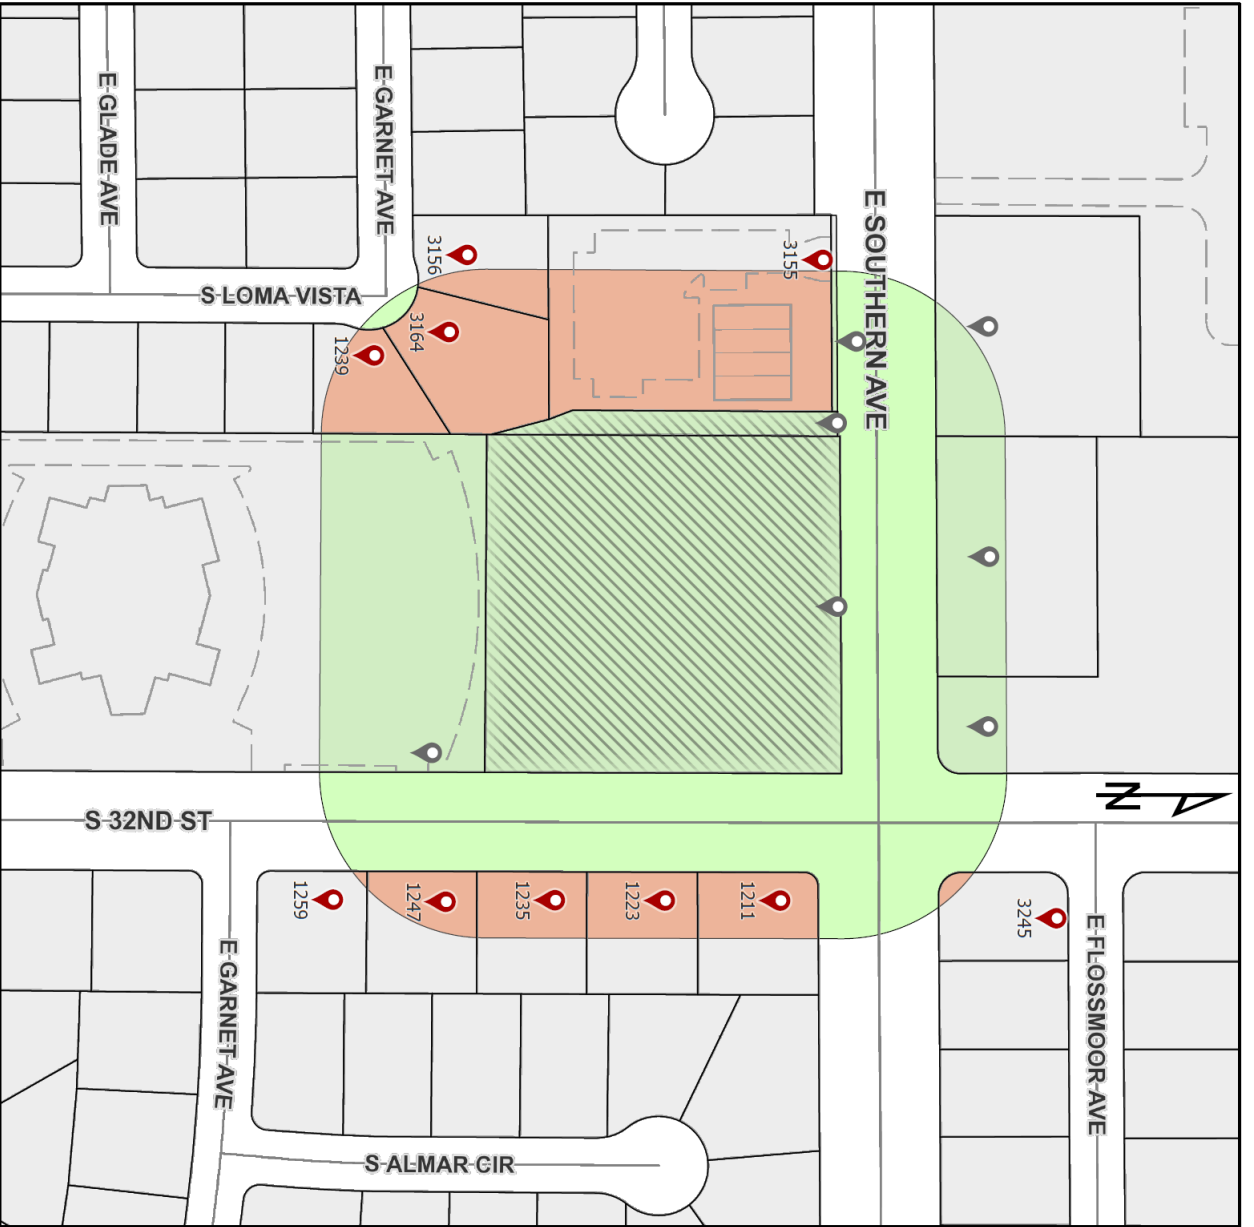 E GLADE AVE
E GARNET AVE
E SOUTHERN AVE
3156
3155
S LOMA VISTA
3164
1239
S 32ND ST
N
1259
1247
1235
1223
1211
3245
E GARNET AVE
E FLOSSMOOR AVE
S ALMAR CIR